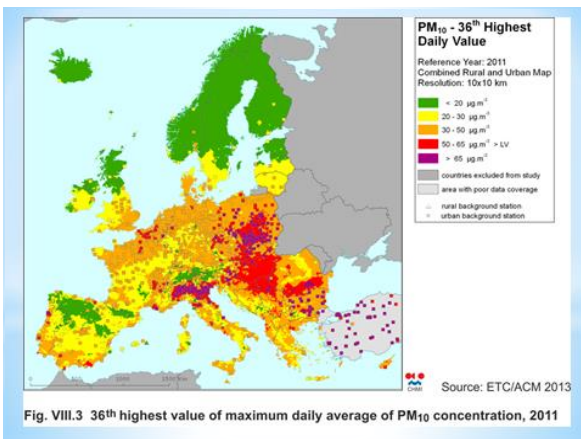 PM10 - 36th Highest
Daily Value
Reference Year: 2011
Combined Rural and Urban Map
Resolution: 10x10 km
< 20 µg.m-3
20 - 30 µg.m-3
30 - 50 µg.m-3
50 - 65 µg.m-3 > LV
> 65 µg.m-3
countries excluded from study
area with poor data coverage
rural background station
urban background station
CHMI
Source: ETC/ACM 2013
Fig. VIII.3 36th highest value of maximum daily average of PM10 concentration, 2011